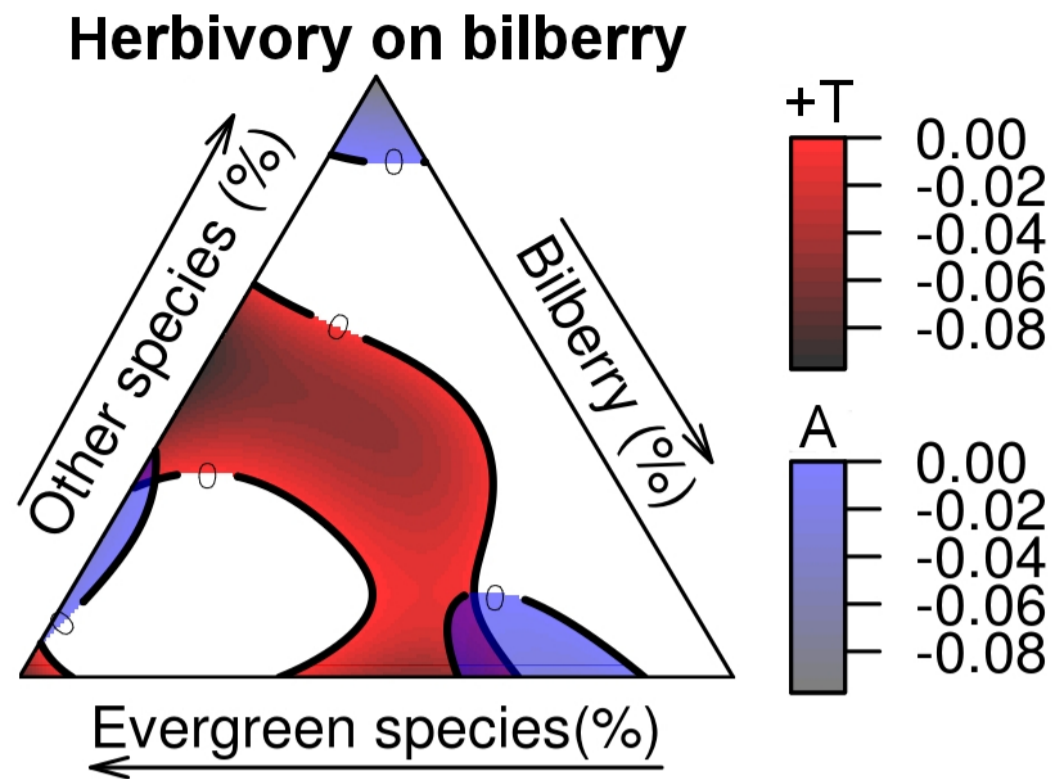 Herbivory on bilberry
Other species (%)
Bilberry (%)
Evergreen species(%)
0
0
0
0
0
+T
0.00
-0.02
-0.04
-0.06
-0.08
A
0.00
-0.02
-0.04
-0.06
-0.08